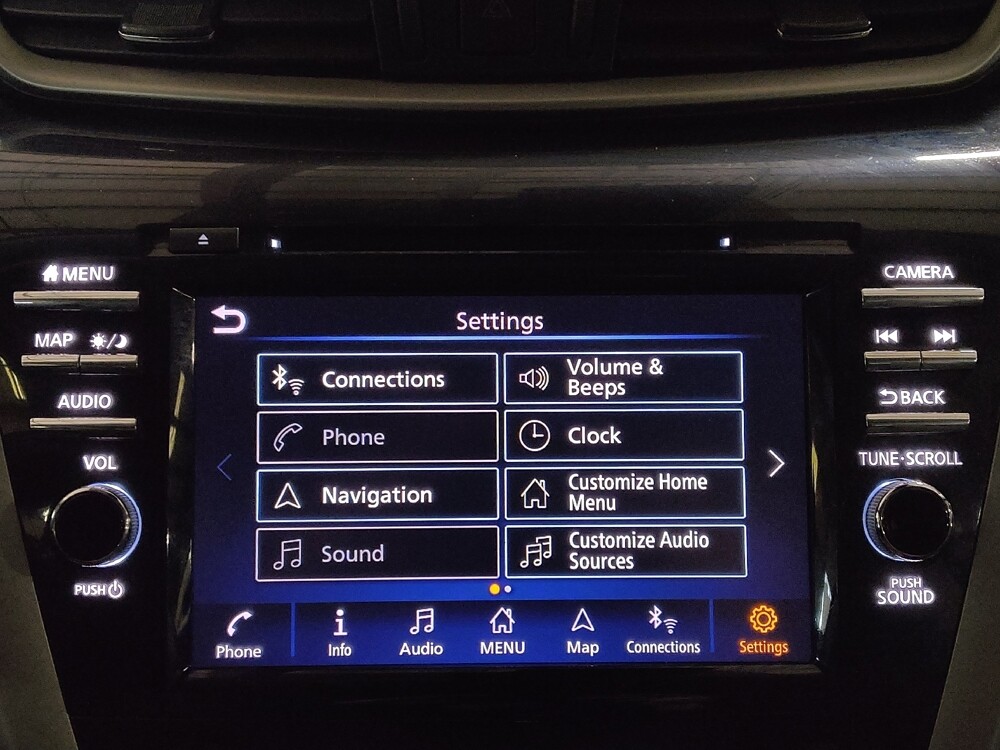 MENU
MAP
AUDIO
VOL
PUSH
CAMERA
BACK
TUNE·SCROLL
PUSH
SOUND
Settings
Connections
Volume &
Beeps
Phone
Clock
Navigation
Customize Home
Menu
Sound
Customize Audio
Sources
Phone
Info
Audio
MENU
Map
Connections
Settings